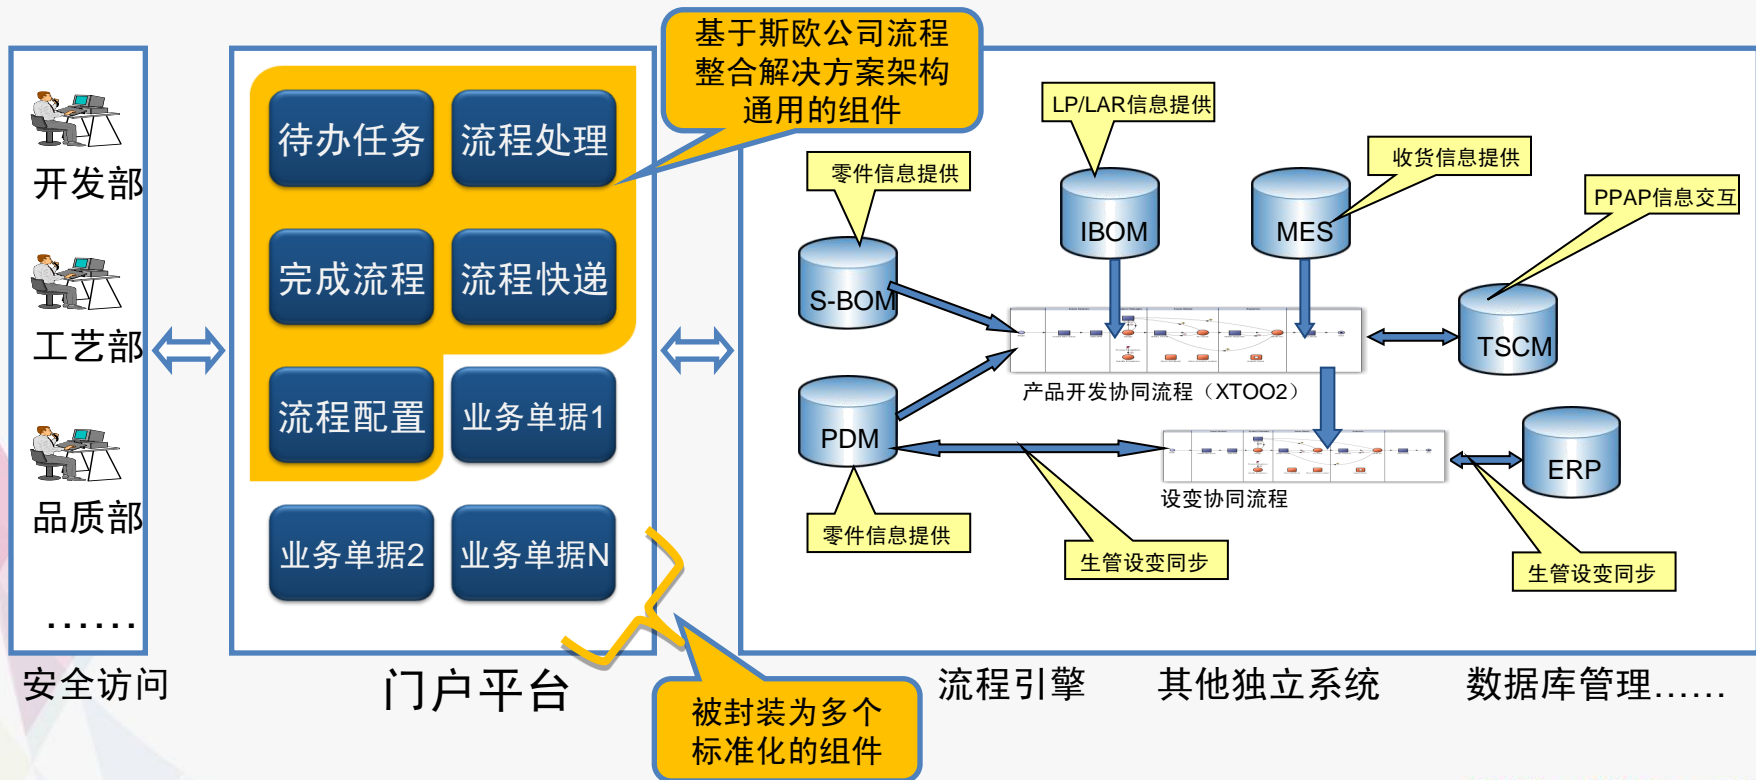 基于斯欧公司流程
整合解决方案架构
通用的组件
开发部
工艺部
品质部
......
安全访问
待办任务
流程处理
完成流程
流程快递
流程配置
业务单据1
业务单据2
业务单据N
门户平台
被封装为多个
标准化的组件
LP/LAR信息提供
零件信息提供
收货信息提供
PPAP信息交互
IBOM
MES
S-BOM
TSCM
产品开发协同流程（XTOO2）
PDM
ERP
设变协同流程
零件信息提供
生管设变同步
生管设变同步
流程引擎
其他独立系统
数据库管理......